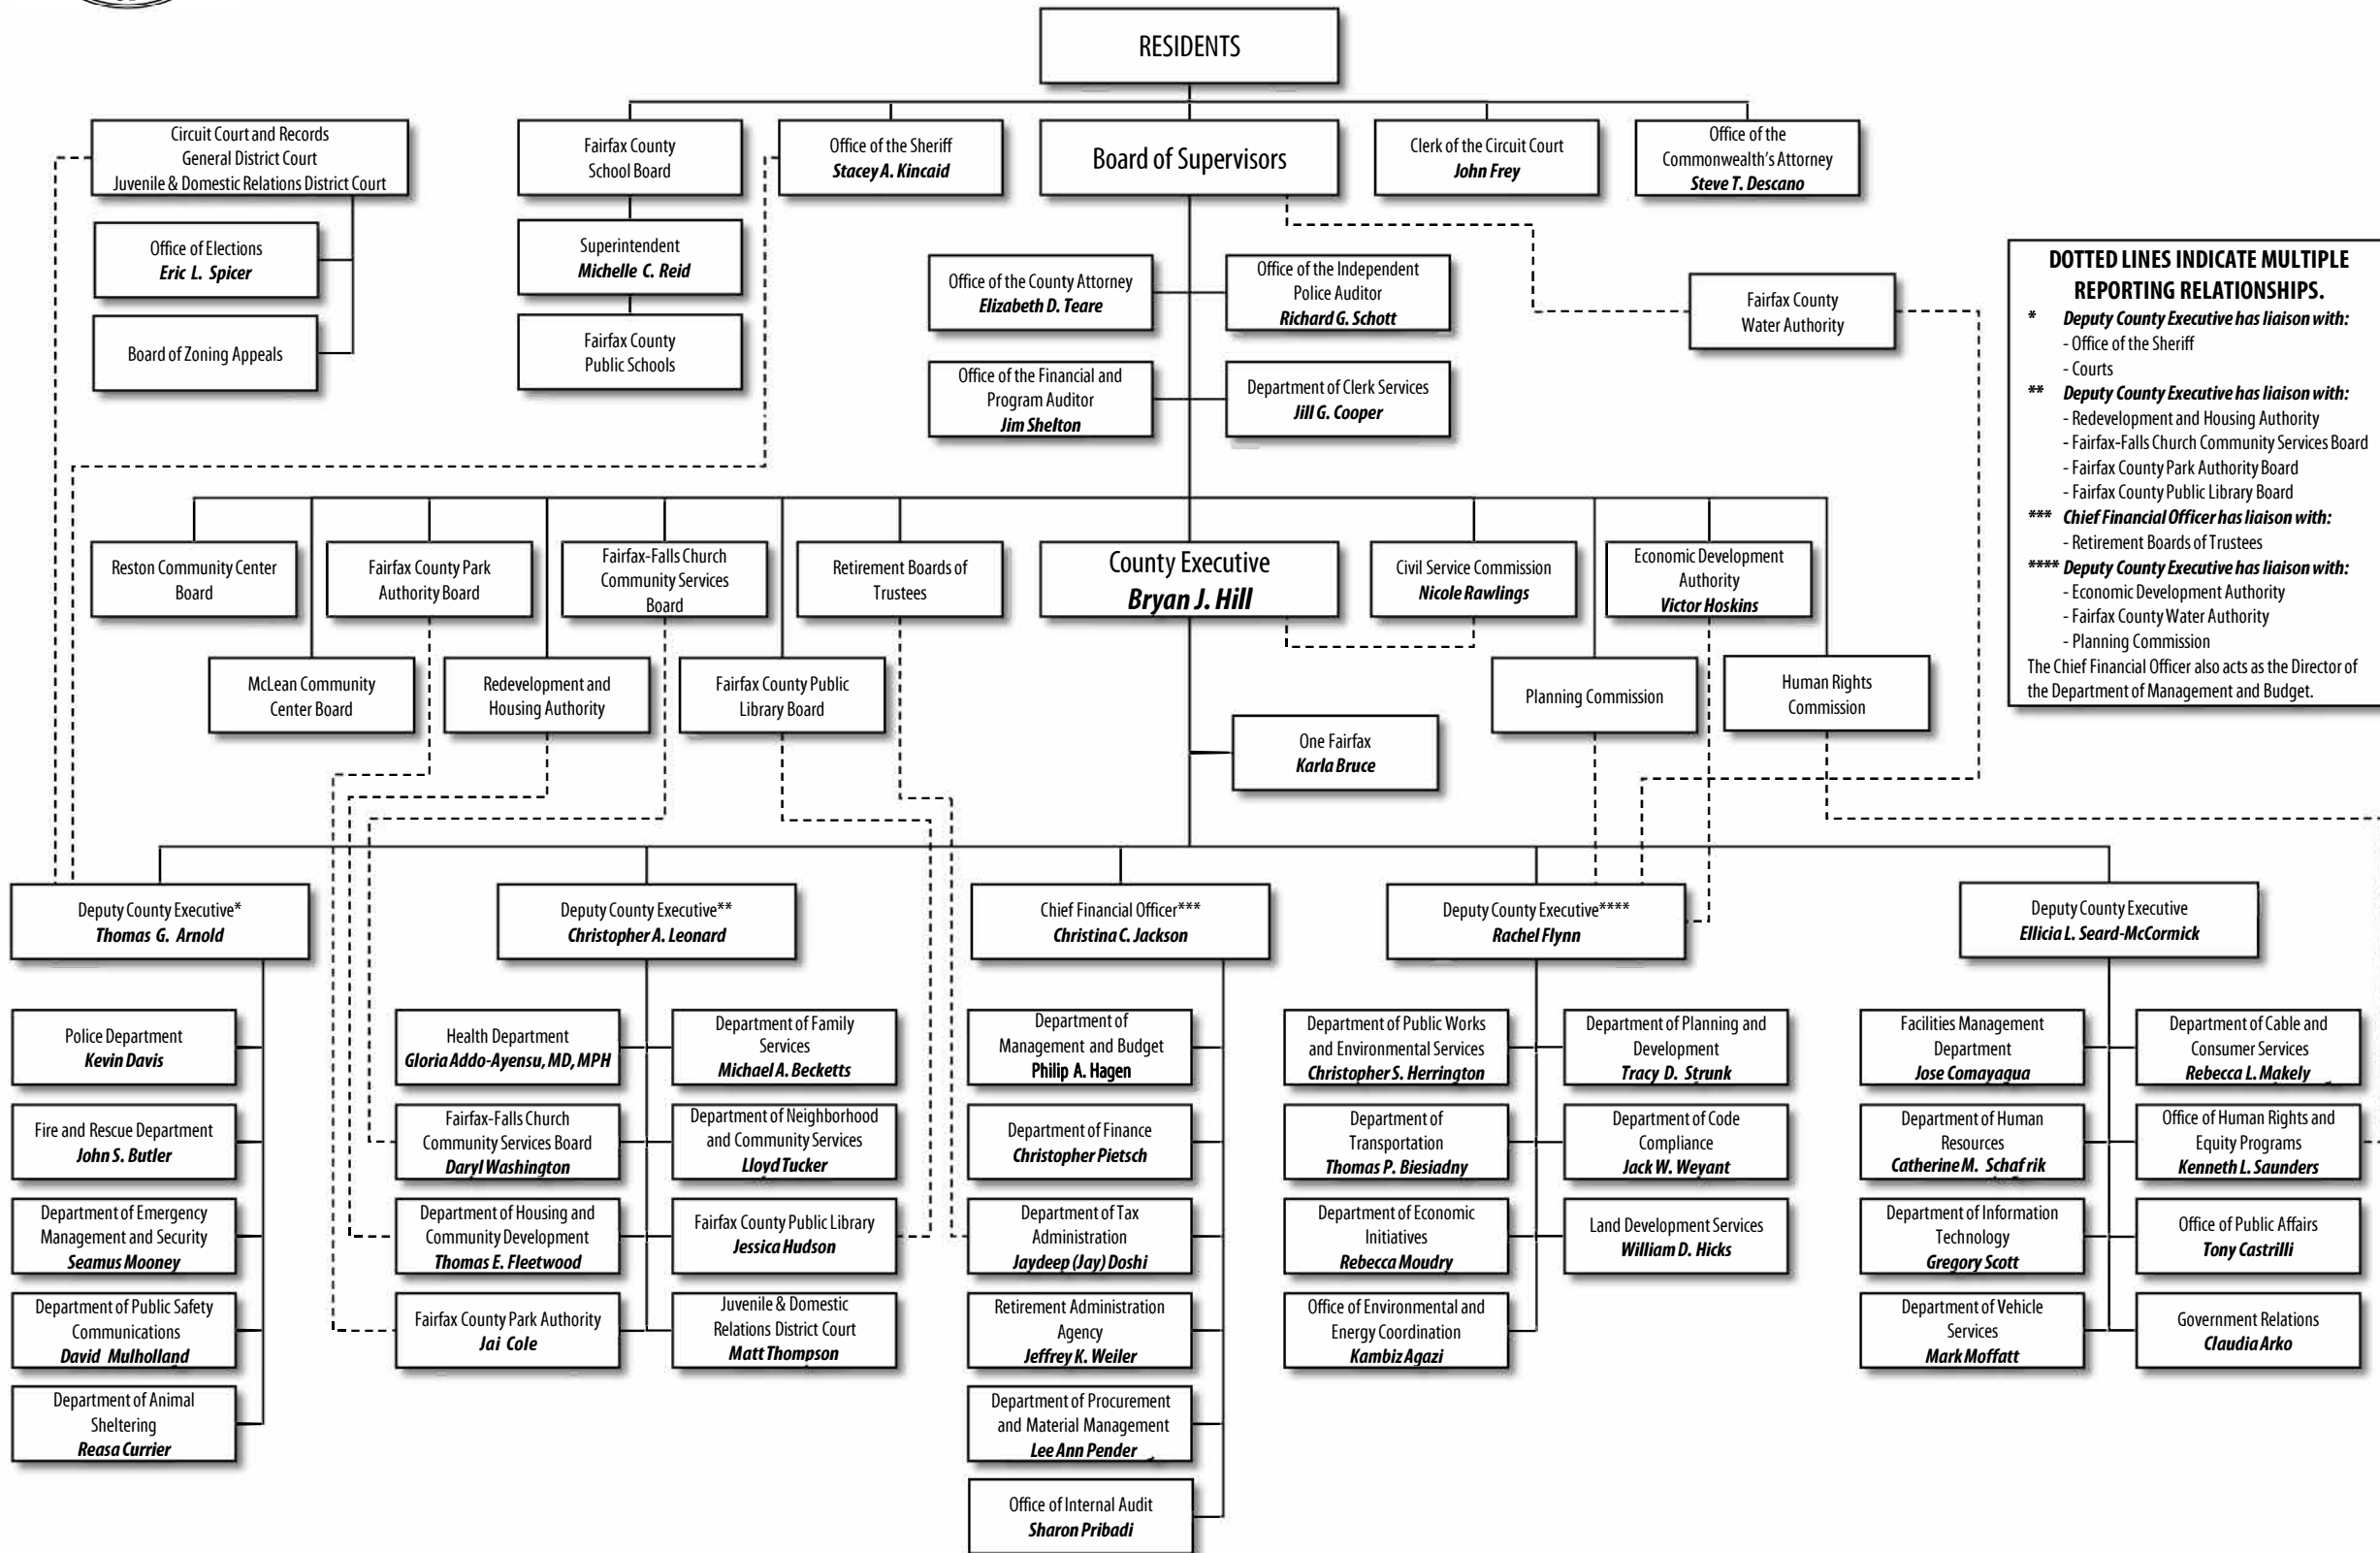 RESIDENTS
Circuit Court and Records
General District Court
Juvenile & Domestic Relations District Court
Fairfax County
School Board
Office of the Sheriff
Stacey A. Kincaid
Board of Supervisors
Clerk of the Circuit Court
John Frey
Office of the
Commonwealth's Attorney
Steve T. Descano
Office of Elections
Eric L. Spicer
Board of Zoning Appeals
Superintendent
Michelle C. Reid
Fairfax County
Public Schools
Office of the County Attorney
Elizabeth D. Teare
Office of the Independent
Police Auditor
Richard G. Schott
Office of the Financial and
Program Auditor
Jim Shelton
Department of Clerk Services
Jill G. Cooper
Fairfax County
Water Authority
DOTTED LINES INDICATE MULTIPLE
REPORTING RELATIONSHIPS.
* Deputy County Executive has liaison with:
- Office of the Sheriff
- Courts
** Deputy County Executive has liaison with:
- Redevelopment and Housing Authority
- Fairfax-Falls Church Community Services Board
- Fairfax County Park Authority Board
- Fairfax County Public Library Board
*** Chief Financial Officer has liaison with:
- Retirement Boards of Trustees
**** Deputy County Executive has liaison with:
- Economic Development Authority
- Fairfax County Water Authority
- Planning Commission
The Chief Financial Officer also acts as the Director of
the Department of Management and Budget.
Reston Community Center
Board
Fairfax County Park
Authority Board
Fairfax-Falls Church
Community Services
Board
Retirement Boards of
Trustees
County Executive
Bryan J. Hill
Civil Service Commission
Nicole Rawlings
Economic Development
Authority
Victor Hoskins
McLean Community
Center Board
Redevelopment and
Housing Authority
Fairfax County Public
Library Board
Planning Commission
Human Rights
Commission
One Fairfax
Karla Bruce
Deputy County Executive*
Thomas G. Arnold
Deputy County Executive**
Christopher A. Leonard
Chief Financial Officer***
Christina C. Jackson
Deputy County Executive****
Rachel Flynn
Deputy County Executive
Ellicia L. Seard-McCormick
Police Department
Kevin Davis
Fire and Rescue Department
John S. Butler
Department of Emergency
Management and Security
Seamus Mooney
Department of Public Safety
Communications
David Mulholland
Department of Animal
Sheltering
Reasa Currier
Health Department
Gloria Addo-Ayensu, MD, MPH
Department of Family
Services
Michael A. Becketts
Fairfax-Falls Church
Community Services Board
Daryl Washington
Department of Neighborhood
and Community Services
Lloyd Tucker
Department of Housing and
Community Development
Thomas E. Fleetwood
Fairfax County Public Library
Jessica Hudson
Fairfax County Park Authority
Jai Cole
Juvenile & Domestic
Relations District Court
Matt Thompson
Department of
Management and Budget
Philip A. Hagen
Department of Finance
Christopher Pietsch
Department of Tax
Administration
Jaydeep (Jay) Doshi
Retirement Administration
Agency
Jeffrey K. Weiler
Department of Procurement
and Material Management
Lee Ann Pender
Office of Internal Audit
Sharon Pribadi
Department of Public Works
and Environmental Services
Christopher S. Herrington
Department of Planning and
Development
Tracy D. Strunk
Department of
Transportation
Thomas P. Biesiadny
Department of Code
Compliance
Jack W. Weyant
Department of Economic
Initiatives
Rebecca Moudry
Land Development Services
William D. Hicks
Office of Environmental and
Energy Coordination
Kambiz Agazi
Facilities Management
Department
Jose Comayagua
Department of Cable and
Consumer Services
Rebecca L. Makely
Department of Human
Resources
Catherine M. Schafrik
Office of Human Rights and
Equity Programs
Kenneth L. Saunders
Department of Information
Technology
Gregory Scott
Office of Public Affairs
Tony Castrilli
Department of Vehicle
Services
Mark Moffatt
Government Relations
Claudia Arko